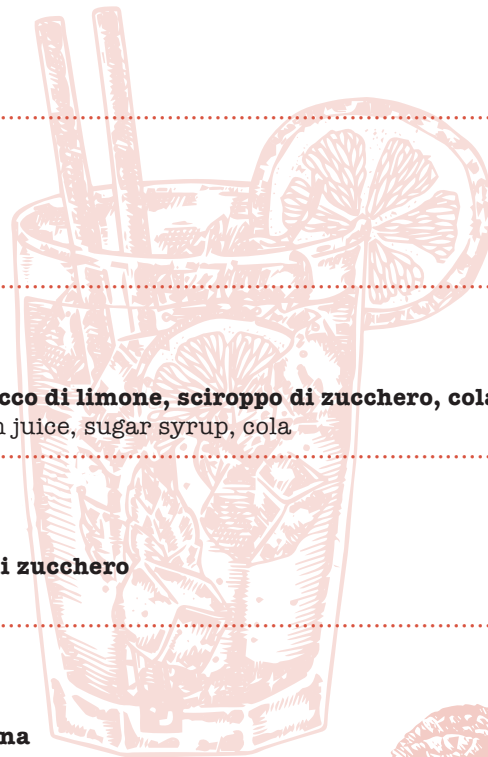 cco di limone, sciroppo di zucchero, cola
n juice, sugar syrup, cola
i zucchero
na